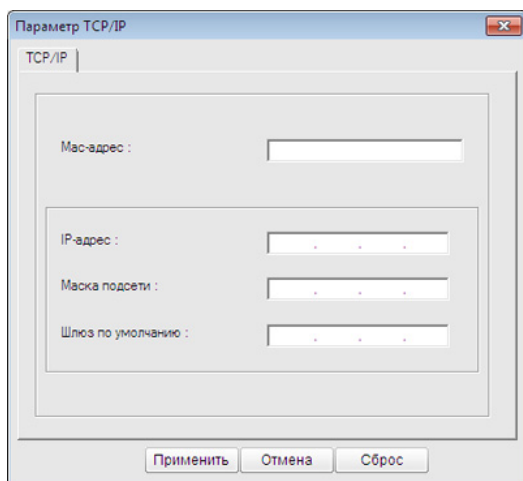 Параметр TCP/IP
TCP/IP
Мас-адрес :
IP-адрес :
Маска подсети :
Шлюз по умолчанию :
Применить Отмена Сброс